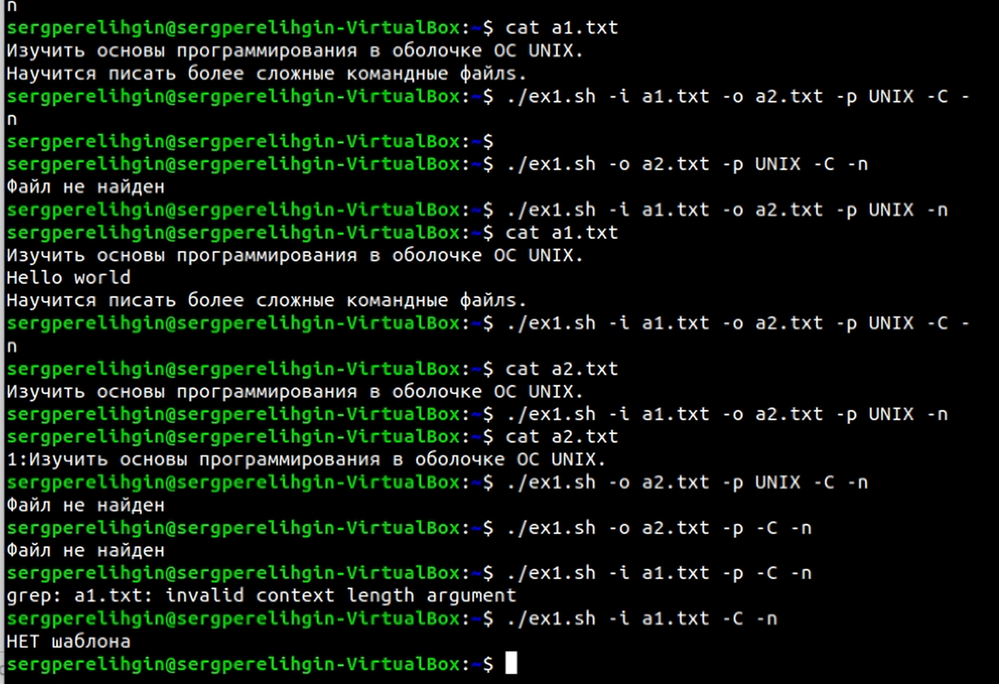 n
sergperelihgin@sergperelihgin-VirtualBox:~$ cat a1.txt
Изучить основы программирования в оболочке ОС UNIX.
Научится писать более сложные командные файлs.
sergperelihgin@sergperelihgin-VirtualBox:~$ ./ex1.sh -i a1.txt -o a2.txt -p UNIX -C -
n
sergperelihgin@sergperelihgin-VirtualBox:~$
sergperelihgin@sergperelihgin-VirtualBox:~$ ./ex1.sh -o a2.txt -p UNIX -C -n
Файл не найден
sergperelihgin@sergperelihgin-VirtualBox:~$ ./ex1.sh -i a1.txt -o a2.txt -p UNIX -n
sergperelihgin@sergperelihgin-VirtualBox:~$ cat a1.txt
Изучить основы программирования в оболочке ОС UNIX.
Hello world
Научится писать более сложные командные файлs.
sergperelihgin@sergperelihgin-VirtualBox:~$ ./ex1.sh -i a1.txt -o a2.txt -p UNIX -C -
n
sergperelihgin@sergperelihgin-VirtualBox:~$ cat a2.txt
Изучить основы программирования в оболочке ОС UNIX.
sergperelihgin@sergperelihgin-VirtualBox:~$ ./ex1.sh -i a1.txt -o a2.txt -p UNIX -n
sergperelihgin@sergperelihgin-VirtualBox:~$ cat a2.txt
1:Изучить основы программирования в оболочке ОС UNIX.
sergperelihgin@sergperelihgin-VirtualBox:~$ ./ex1.sh -o a2.txt -p UNIX -C -n
Файл не найден
sergperelihgin@sergperelihgin-VirtualBox:~$ ./ex1.sh -o a2.txt -p -C -n
Файл не найден
sergperelihgin@sergperelihgin-VirtualBox:~$ ./ex1.sh -i a1.txt -p -C -n
grep: a1.txt: invalid context length argument
sergperelihgin@sergperelihgin-VirtualBox:~$ ./ex1.sh -i a1.txt -C -n
НЕТ шаблона
sergperelihgin@sergperelihgin-VirtualBox:~$